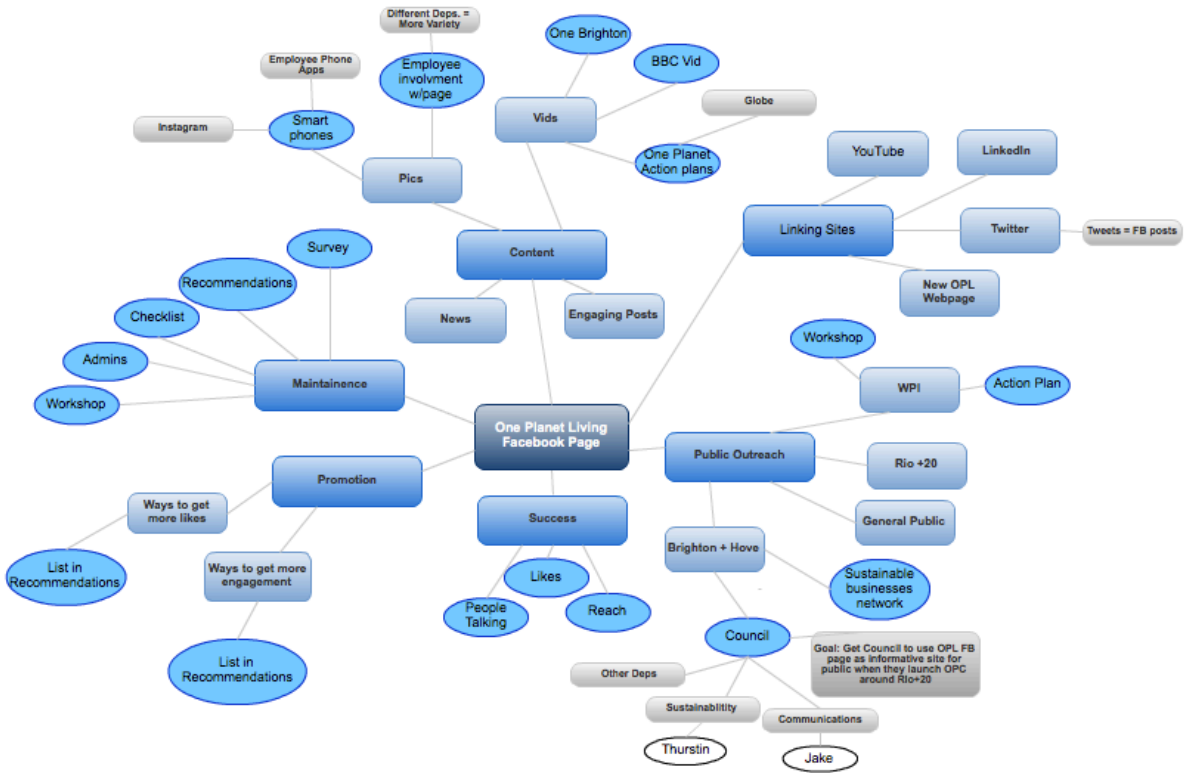 Different Deps. =
More Variety
One Brighton
Employee Phone
Apps
Employee
involvment
w/page
BBC Vid
Globe
Instagram
Smart
phones
Vids
YouTube
LinkedIn
One Planet
Action plans
Pics
Linking Sites
Twitter
Tweets = FB posts
Survey
Content
Recommendations
New OPL
Webpage
News
Engaging Posts
Checklist
Workshop
Admins
Maintainence
WPI
Action Plan
Workshop
One Planet Living
Facebook Page
Public Outreach
Rio +20
Promotion
Ways to get
more likes
Success
General Public
Brighton + Hove
List in
Recommendations
Ways to get more
engagement
Likes
Sustainable
businesses
network
People
Talking
Reach
Council
Goal: Get Council to use OPL FB
page as informative site for
public when they launch OPC
around RIo+20
List in
Recommendations
Other Deps
Sustainablitity
Communications
Thurstin
Jake